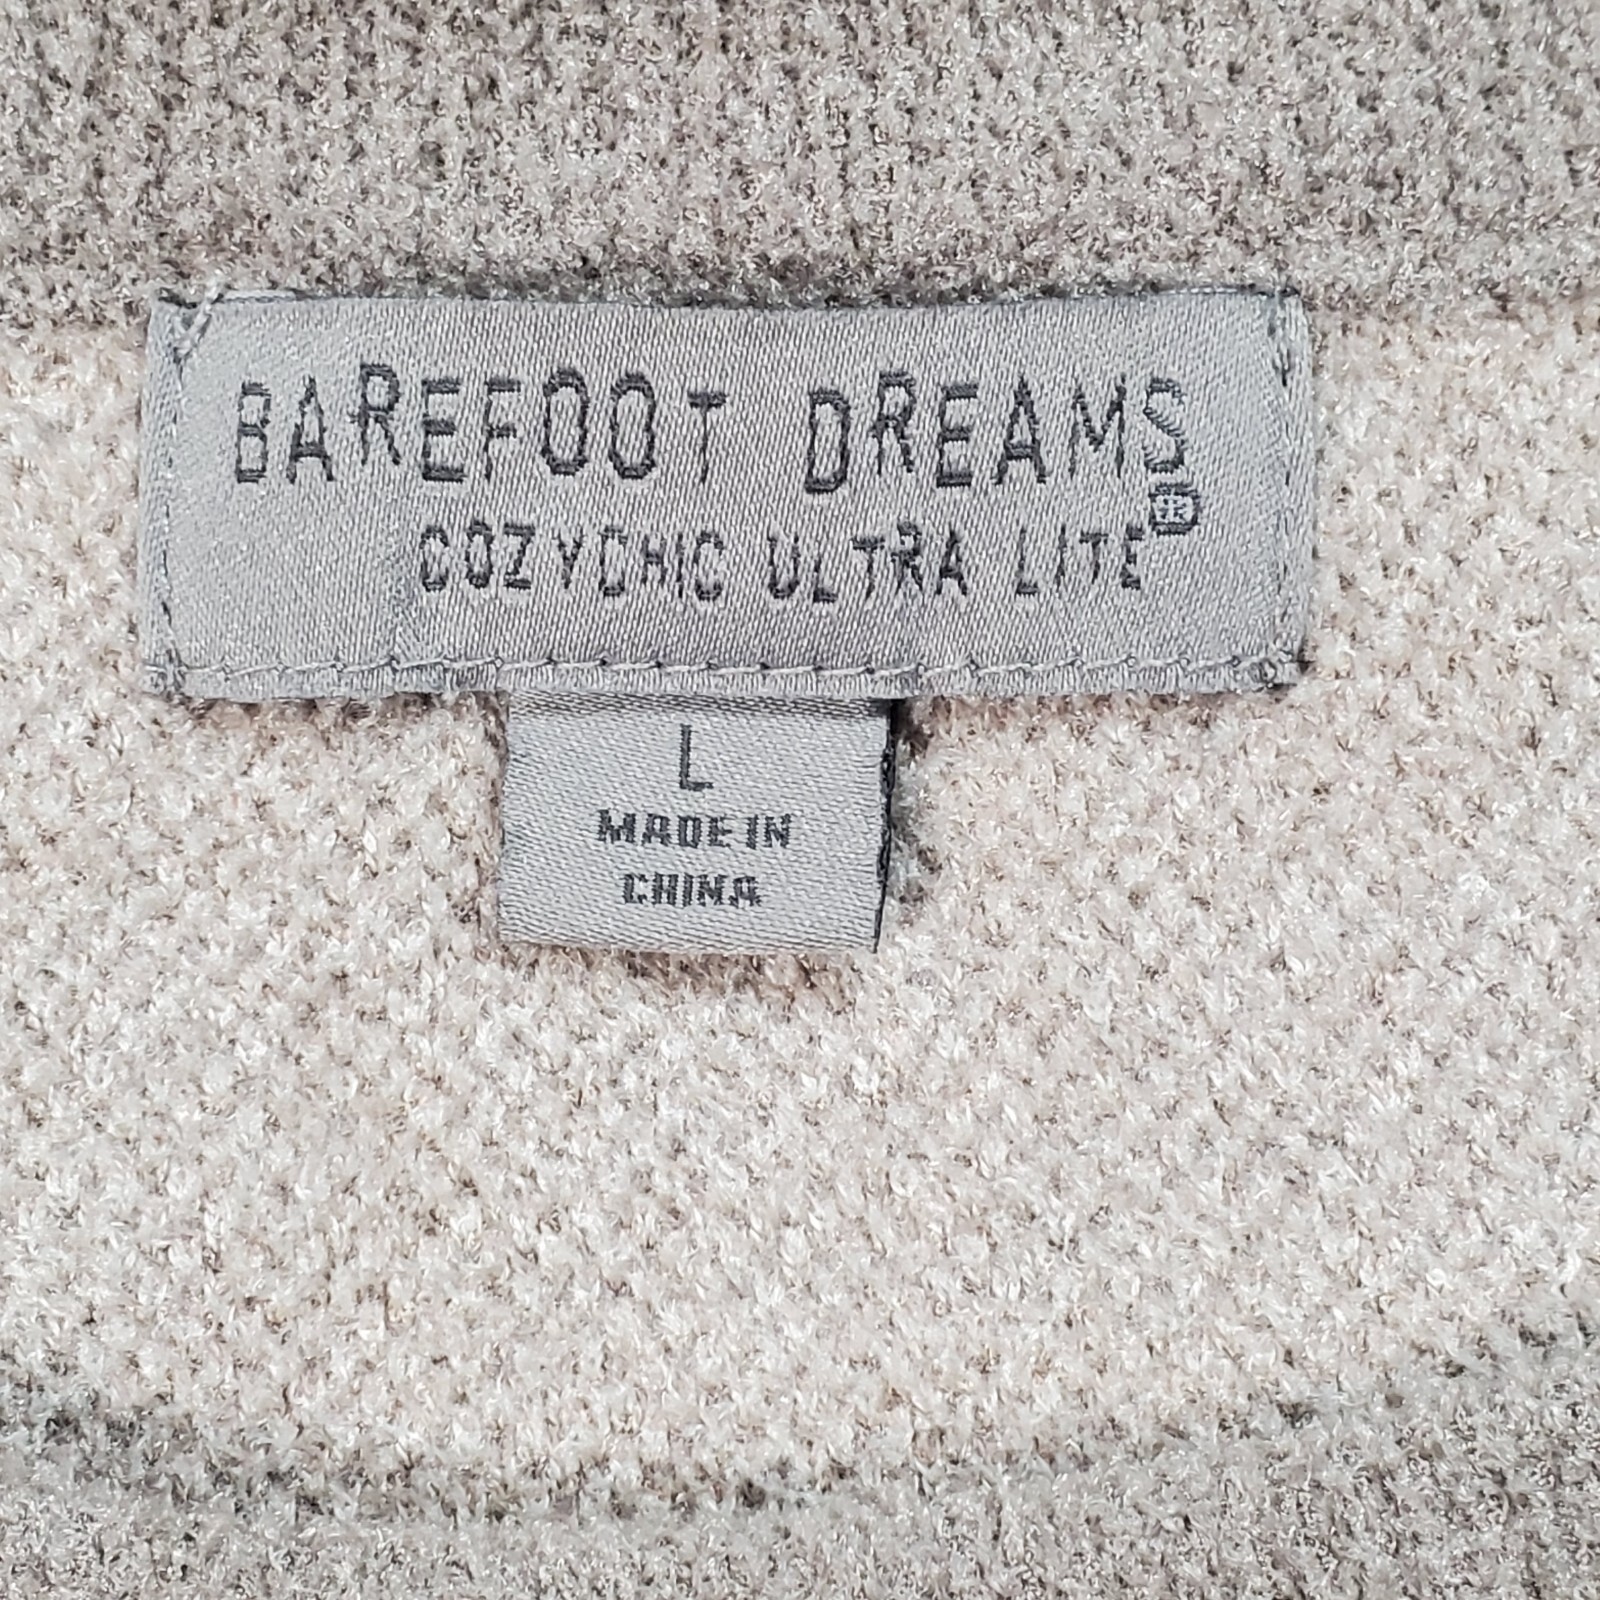 BAREFOOT DREAMS
COZYCHIC ULTRA LITE®
L
MADE IN
CHINA